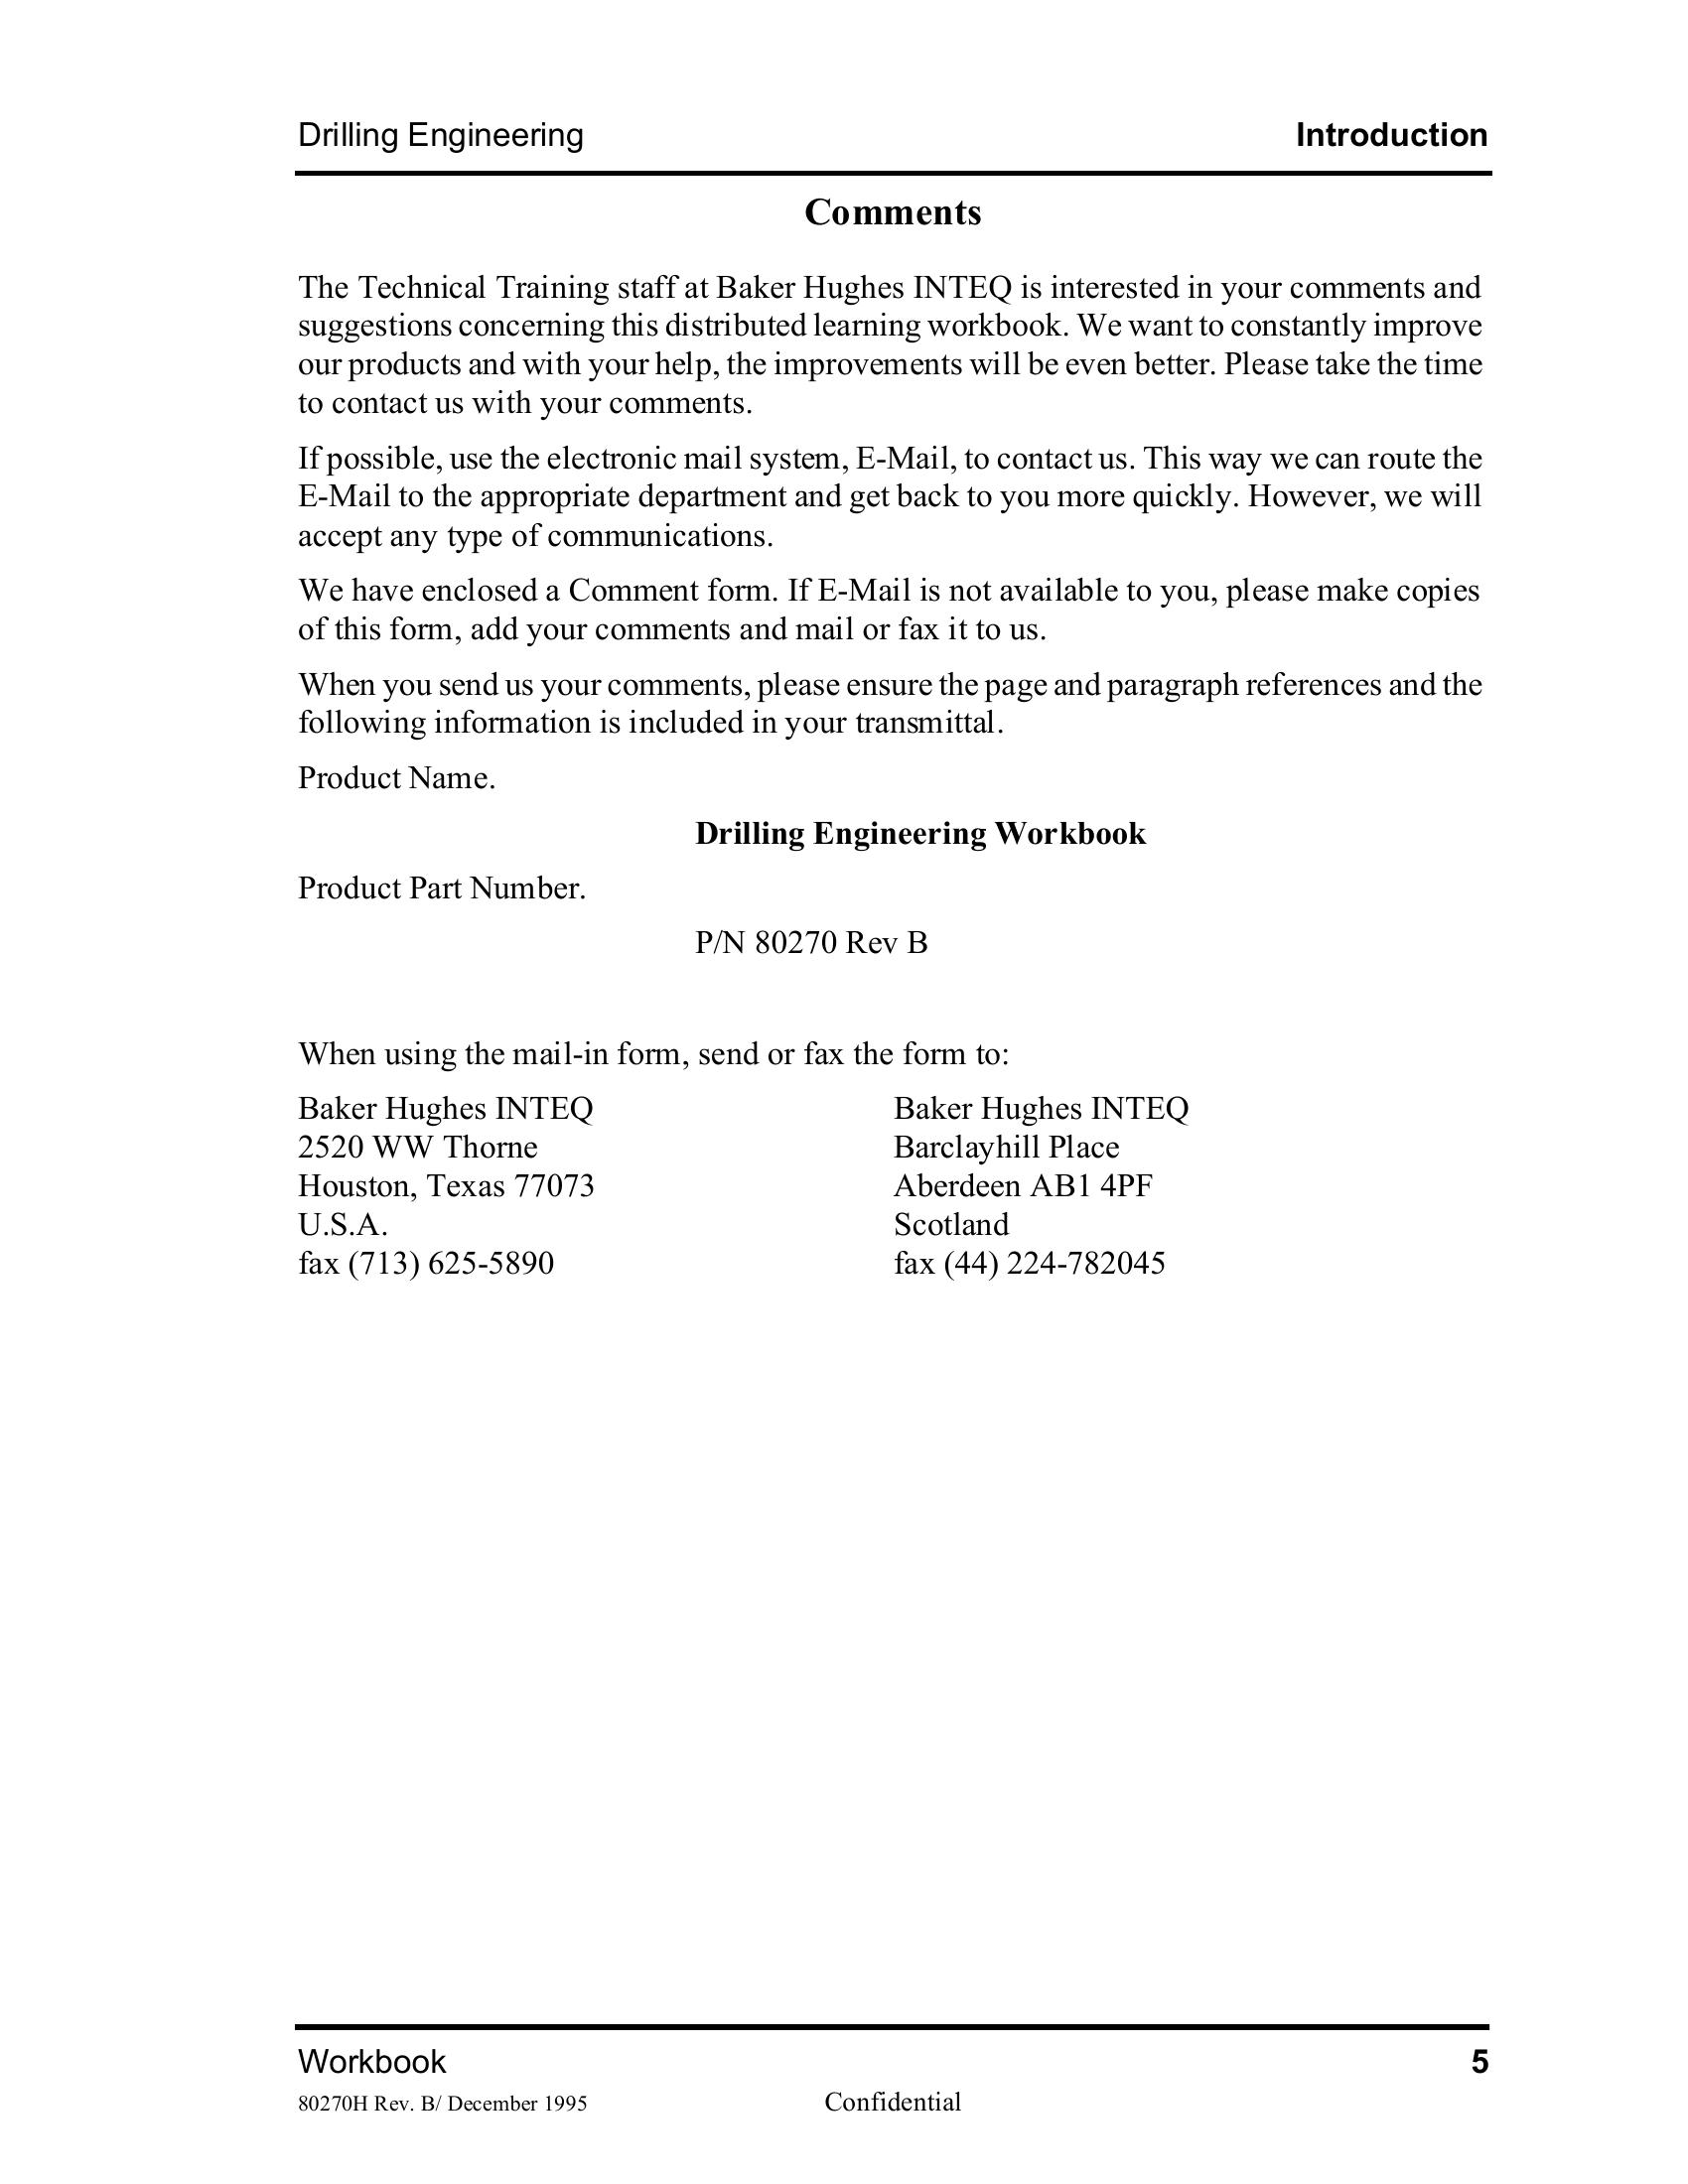 Drilling Engineering Introduction
Comments
The Technical Training staff at Baker Hughes INTEQ is interested in your comments and
suggestions concerning this distributed learning workbook. We want to constantly improve
our products and with your help, the improvements will be even better. Please take the time
to contact us with your comments.
If possible, use the electronic mail system, E-Mail, to contact us. This way we can route the
E-Mail to the appropriate department and get back to you more quickly. However, we will
accept any type of communications.
We have enclosed a Comment form. If E-Mail is not available to you, please make copies
of this form, add your comments and mail or fax it to us.
When you send us your comments, please ensure the page and paragraph references and the
following information is included in your transmittal.
Product Name.
Drilling Engineering Workbook
Product Part Number.
P/N 80270 Rev B
When using the mail-in form, send or fax the form to:
Baker Hughes INTEQ
2520 WW Thorne
Houston, Texas 77073
U.S.A.
fax (713) 625-5890
Baker Hughes INTEQ
Barclayhill Place
Aberdeen AB1 4PF
Scotland
fax (44) 224-782045
Workbook 5
80270H Rev. B/ December 1995 Confidential